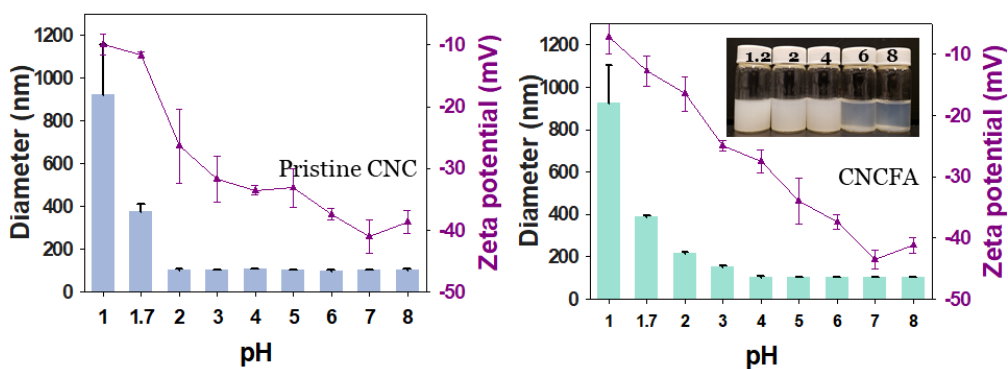 1200
1000
800
600
400
200
0
Diameter (nm)
-10
-20
-30
-40
-50
Zeta potential (mV)
Pristine CNC
1 1.7 2 3 4 5 6 7 8
pH
1200
1000
800
600
400
200
0
Diameter (nm)
-10
-20
-30
-40
-50
Zeta potential (mV)
1.2 2 4 6 8
CNCFA
1 1.7 2 3 4 5 6 7 8
pH